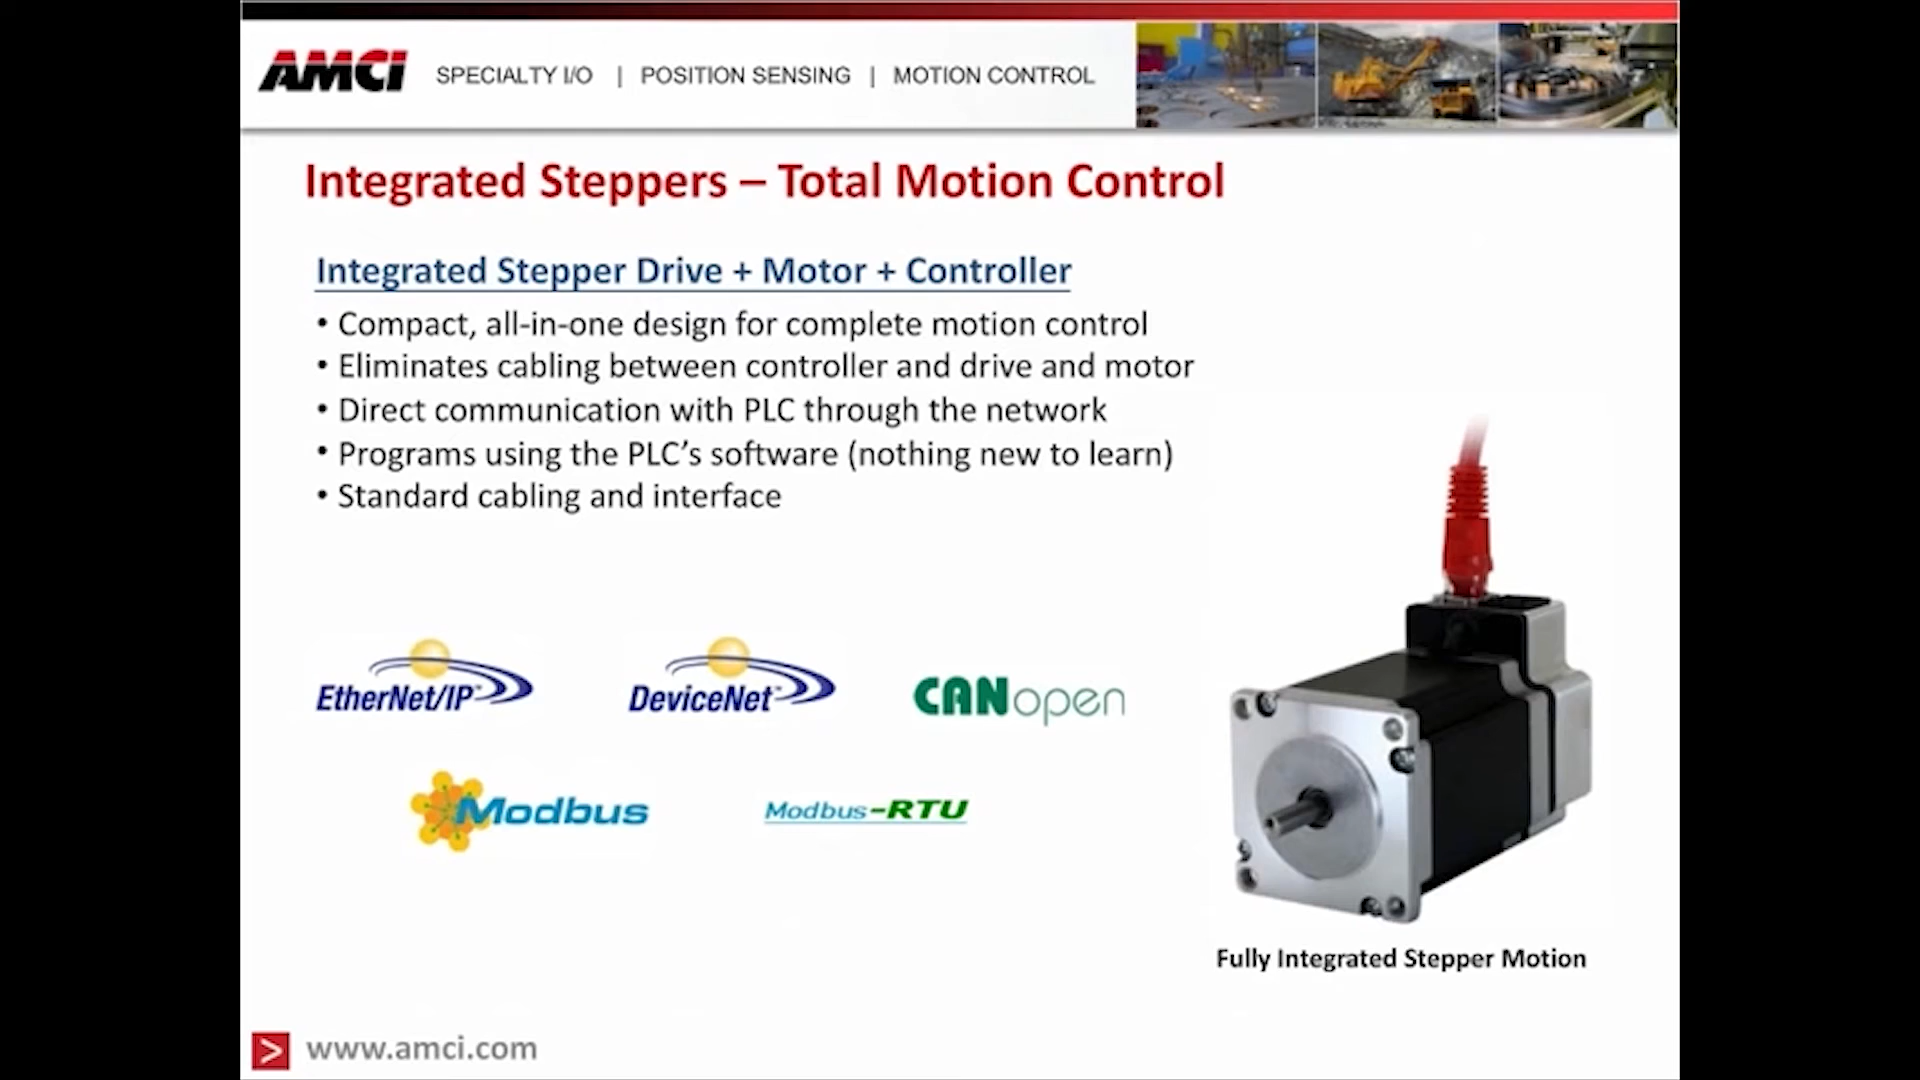 AMCI SPECIALTY I/O | POSITION SENSING | MOTION CONTROL
Integrated Steppers – Total Motion Control
Integrated Stepper Drive + Motor + Controller
• Compact, all-in-one design for complete motion control
• Eliminates cabling between controller and drive and motor
• Direct communication with PLC through the network
• Programs using the PLC’s software (nothing new to learn)
• Standard cabling and interface
EtherNet/IP™ DeviceNet™ CANopen
Modbus Modbus-RTU
Fully Integrated Stepper Motion
> www.amci.com